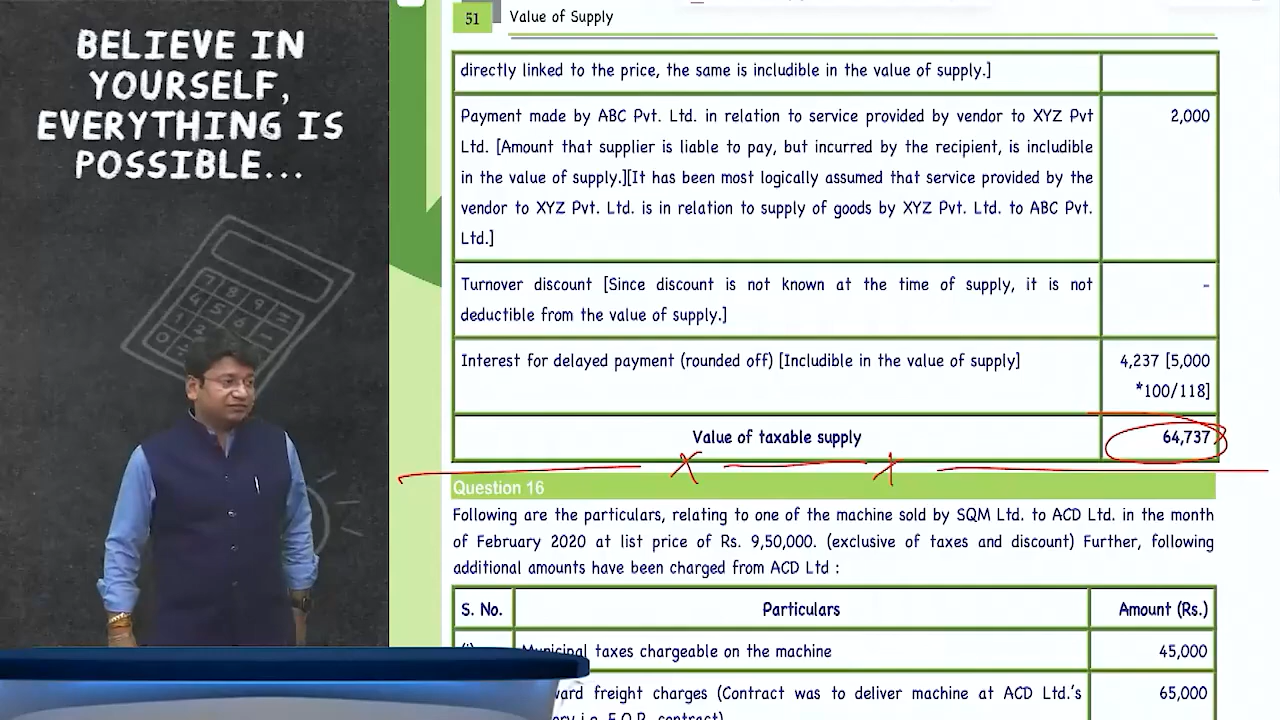 BELIEVE IN
YOURSELF,
EVERYTHING IS
POSSIBLE...
51 Value of Supply
directly linked to the price, the same is includible in the value of supply.]
Payment made by ABC Pvt. Ltd. in relation to service provided by vendor to XYZ Pvt 2,000
Ltd. [Amount that supplier is liable to pay, but incurred by the recipient, is includible
in the value of supply.][It has been most logically assumed that service provided by the
vendor to XYZ Pvt. Ltd. is in relation to supply of goods by XYZ Pvt. Ltd. to ABC Pvt.
Ltd.]
Turnover discount [Since discount is not known at the time of supply, it is not -
deductible from the value of supply.]
Interest for delayed payment (rounded off) [Includible in the value of supply] 4,237 [5,000
*100/118]
Value of taxable supply 64,737
Question 16
Following are the particulars, relating to one of the machine sold by SQM Ltd. to ACD Ltd. in the month
of February 2020 at list price of Rs. 9,50,000. (exclusive of taxes and discount) Further, following
additional amounts have been charged from ACD Ltd :
S. No. Particulars Amount (Rs.)
Municipal taxes chargeable on the machine 45,000
freight charges (Contract was to deliver machine at ACD Ltd.'s 65,000
i.e. F.O.R. contract)